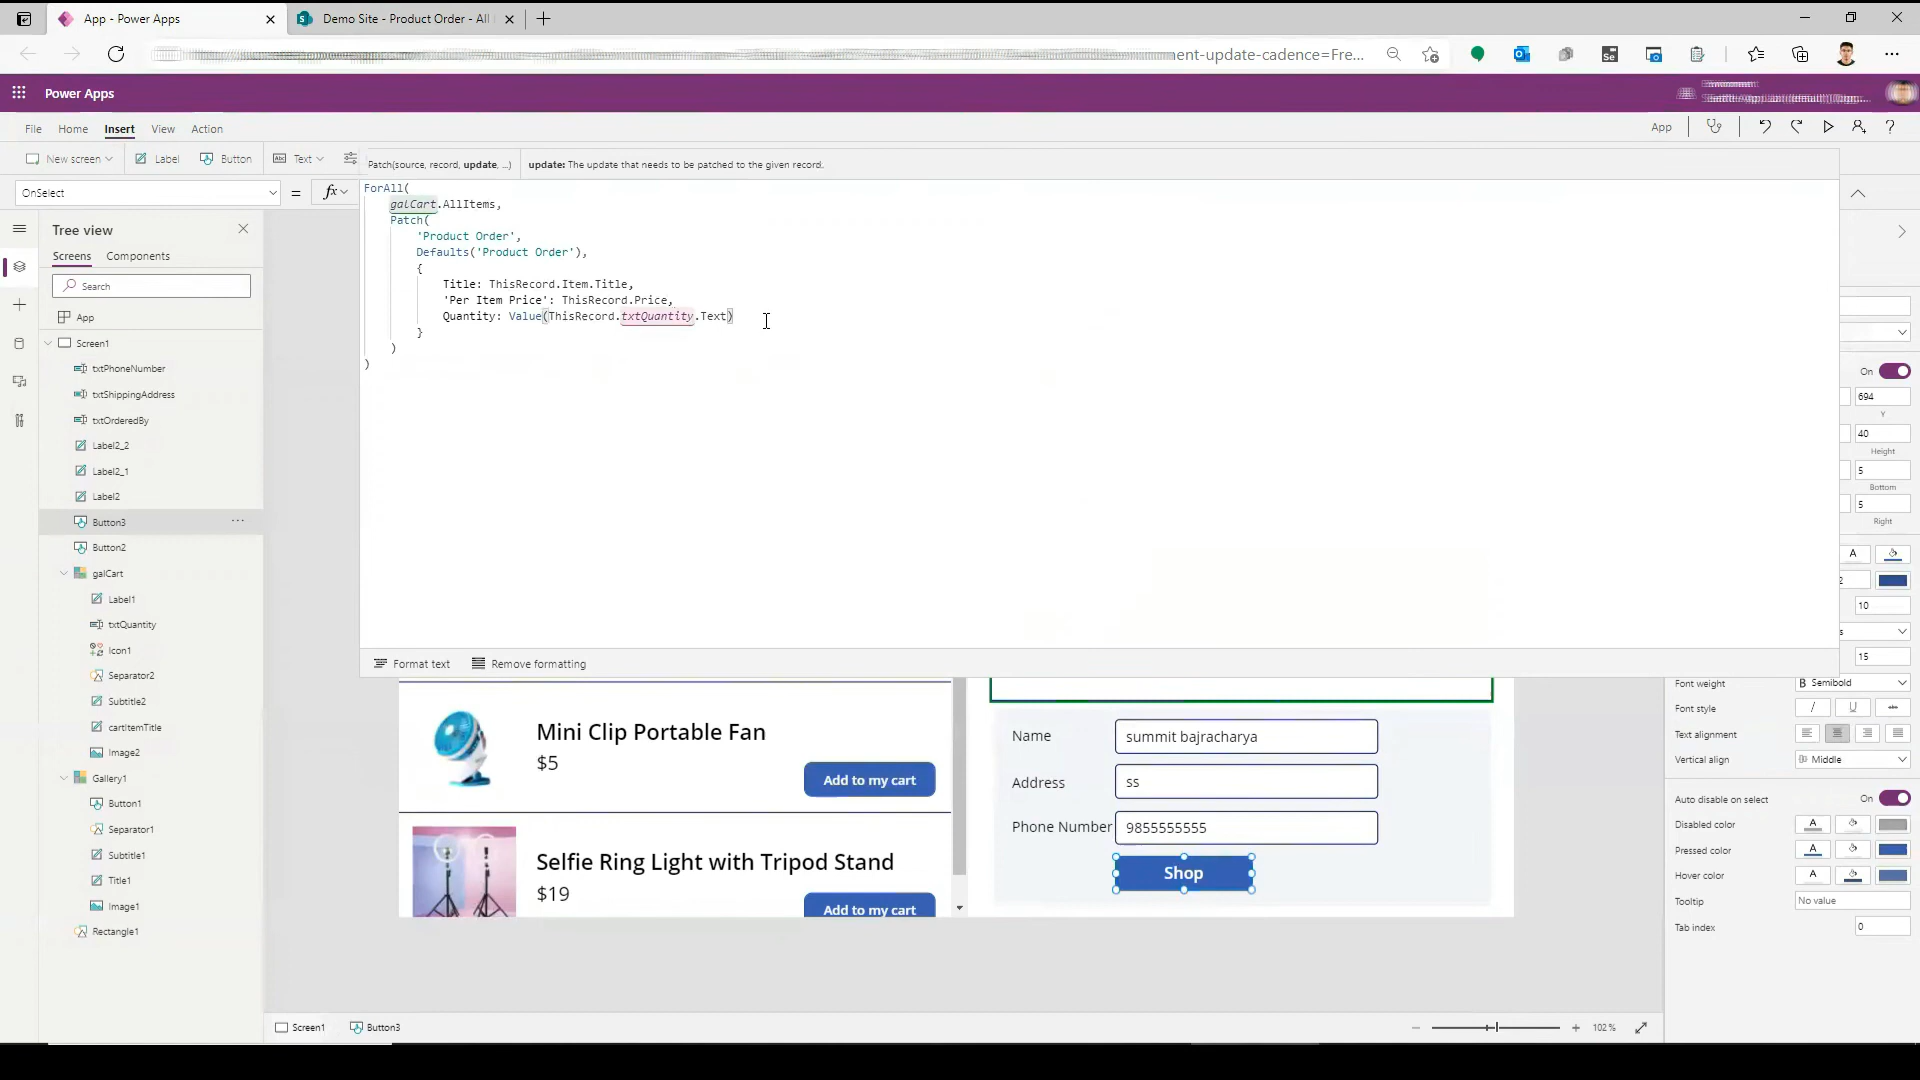 App - Power Apps
Demo Site - Product Order - All
nent-update-cadence=Fre...
Power Apps
File Home Insert View Action
App
New screen Label Button Text
Patch(source, record, update, ...) update: The update that needs to be patched to the given record.
OnSelect = fx
ForAll(
galCart.AllItems,
Patch(
'Product Order',
Defaults('Product Order'),
{
Title: ThisRecord.Item.Title,
'Per Item Price': ThisRecord.Price,
Quantity: Value(ThisRecord.txtQuantity.Text)
}
)
)
Format text Remove formatting
Tree view
Screens Components
Search
App
Screen1
txtPhoneNumber
txtShippingAddress
txtOrderedBy
Label2_2
Label2_1
Label2
Button3
Button2
galCart
Label1
txtQuantity
Icon1
Separator2
Subtitle2
cartItemTitle
Image2
Gallery1
Button1
Separator1
Subtitle1
Title1
Image1
Rectangle1
Mini Clip Portable Fan
$5
Add to my cart
Selfie Ring Light with Tripod Stand
$19
Add to my cart
Name summit bajracharya
Address ss
Phone Number 9855555555
Shop
On
694
Y
40
Height
5
Bottom
5
Right
A
2
10
s
15
Font weight B Semibold
Font style / U abc
Text alignment
Vertical align Middle
Auto disable on select On
Disabled color A
Pressed color A
Hover color A
Tooltip No value
Tab index 0
Screen1 Button3
102 %